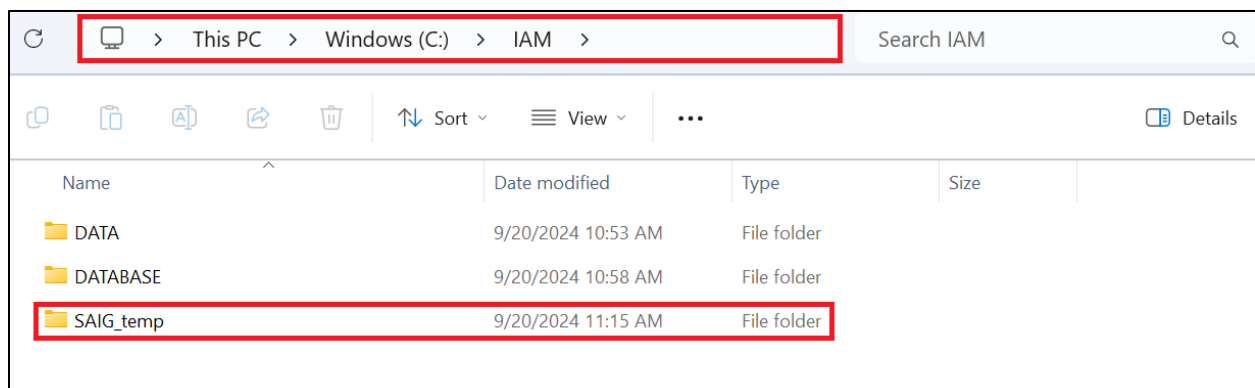 This PC > Windows (C:) > IAM > Search IAM
Sort View ••• Details
Name Date modified Type Size
DATA 9/20/2024 10:53 AM File folder
DATABASE 9/20/2024 10:58 AM File folder
SAIG_temp 9/20/2024 11:15 AM File folder